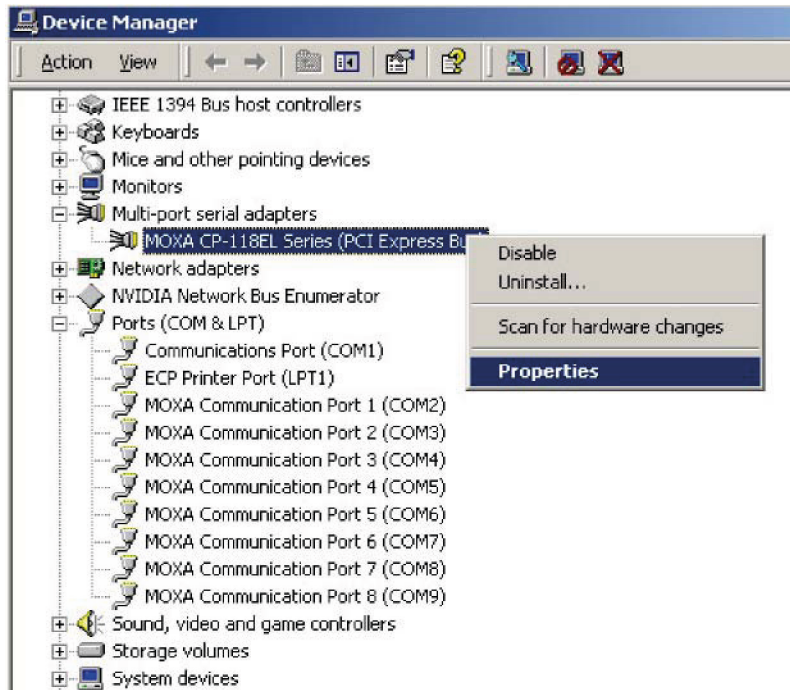 Device Manager
Action View
IEEE 1394 Bus host controllers
Keyboards
Mice and other pointing devices
Monitors
Multi-port serial adapters
MOXA CP-118EL Series (PCI Express Bus)
Disable
Uninstall...
Scan for hardware changes
Properties
Network adapters
NVIDIA Network Bus Enumerator
Ports (COM & LPT)
Communications Port (COM1)
ECP Printer Port (LPT1)
MOXA Communication Port 1 (COM2)
MOXA Communication Port 2 (COM3)
MOXA Communication Port 3 (COM4)
MOXA Communication Port 4 (COM5)
MOXA Communication Port 5 (COM6)
MOXA Communication Port 6 (COM7)
MOXA Communication Port 7 (COM8)
MOXA Communication Port 8 (COM9)
Sound, video and game controllers
Storage volumes
System devices